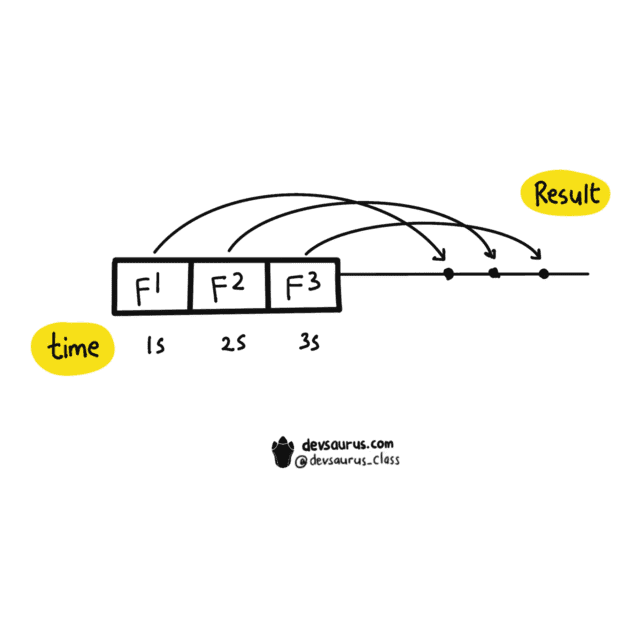 Result
F1 F2 F3
time 1s 2s 3s
devsaurus.com
@devsaurus_class